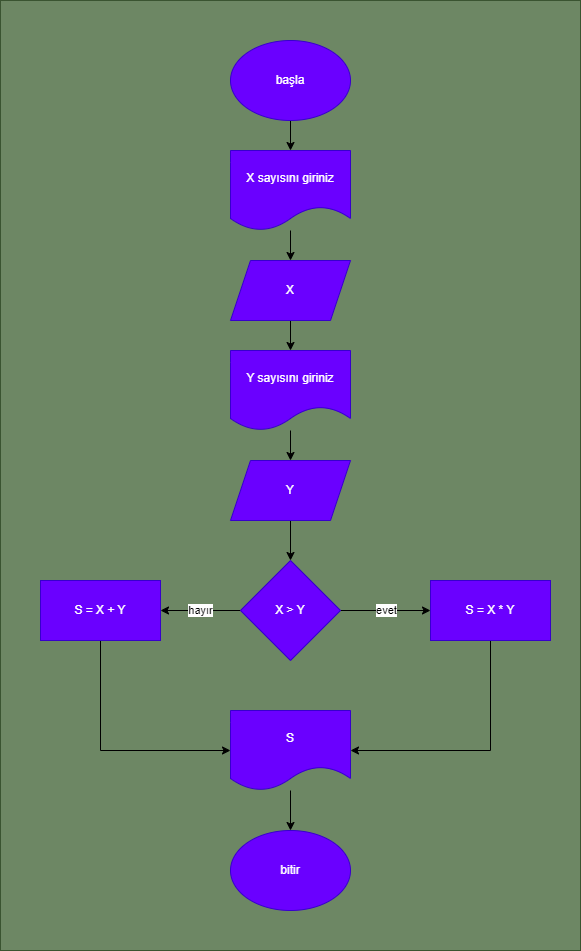 başla
X sayısını giriniz
X
Y sayısını giriniz
Y
S = X + Y
hayır
X > Y
evet
S = X * Y
S
bitir